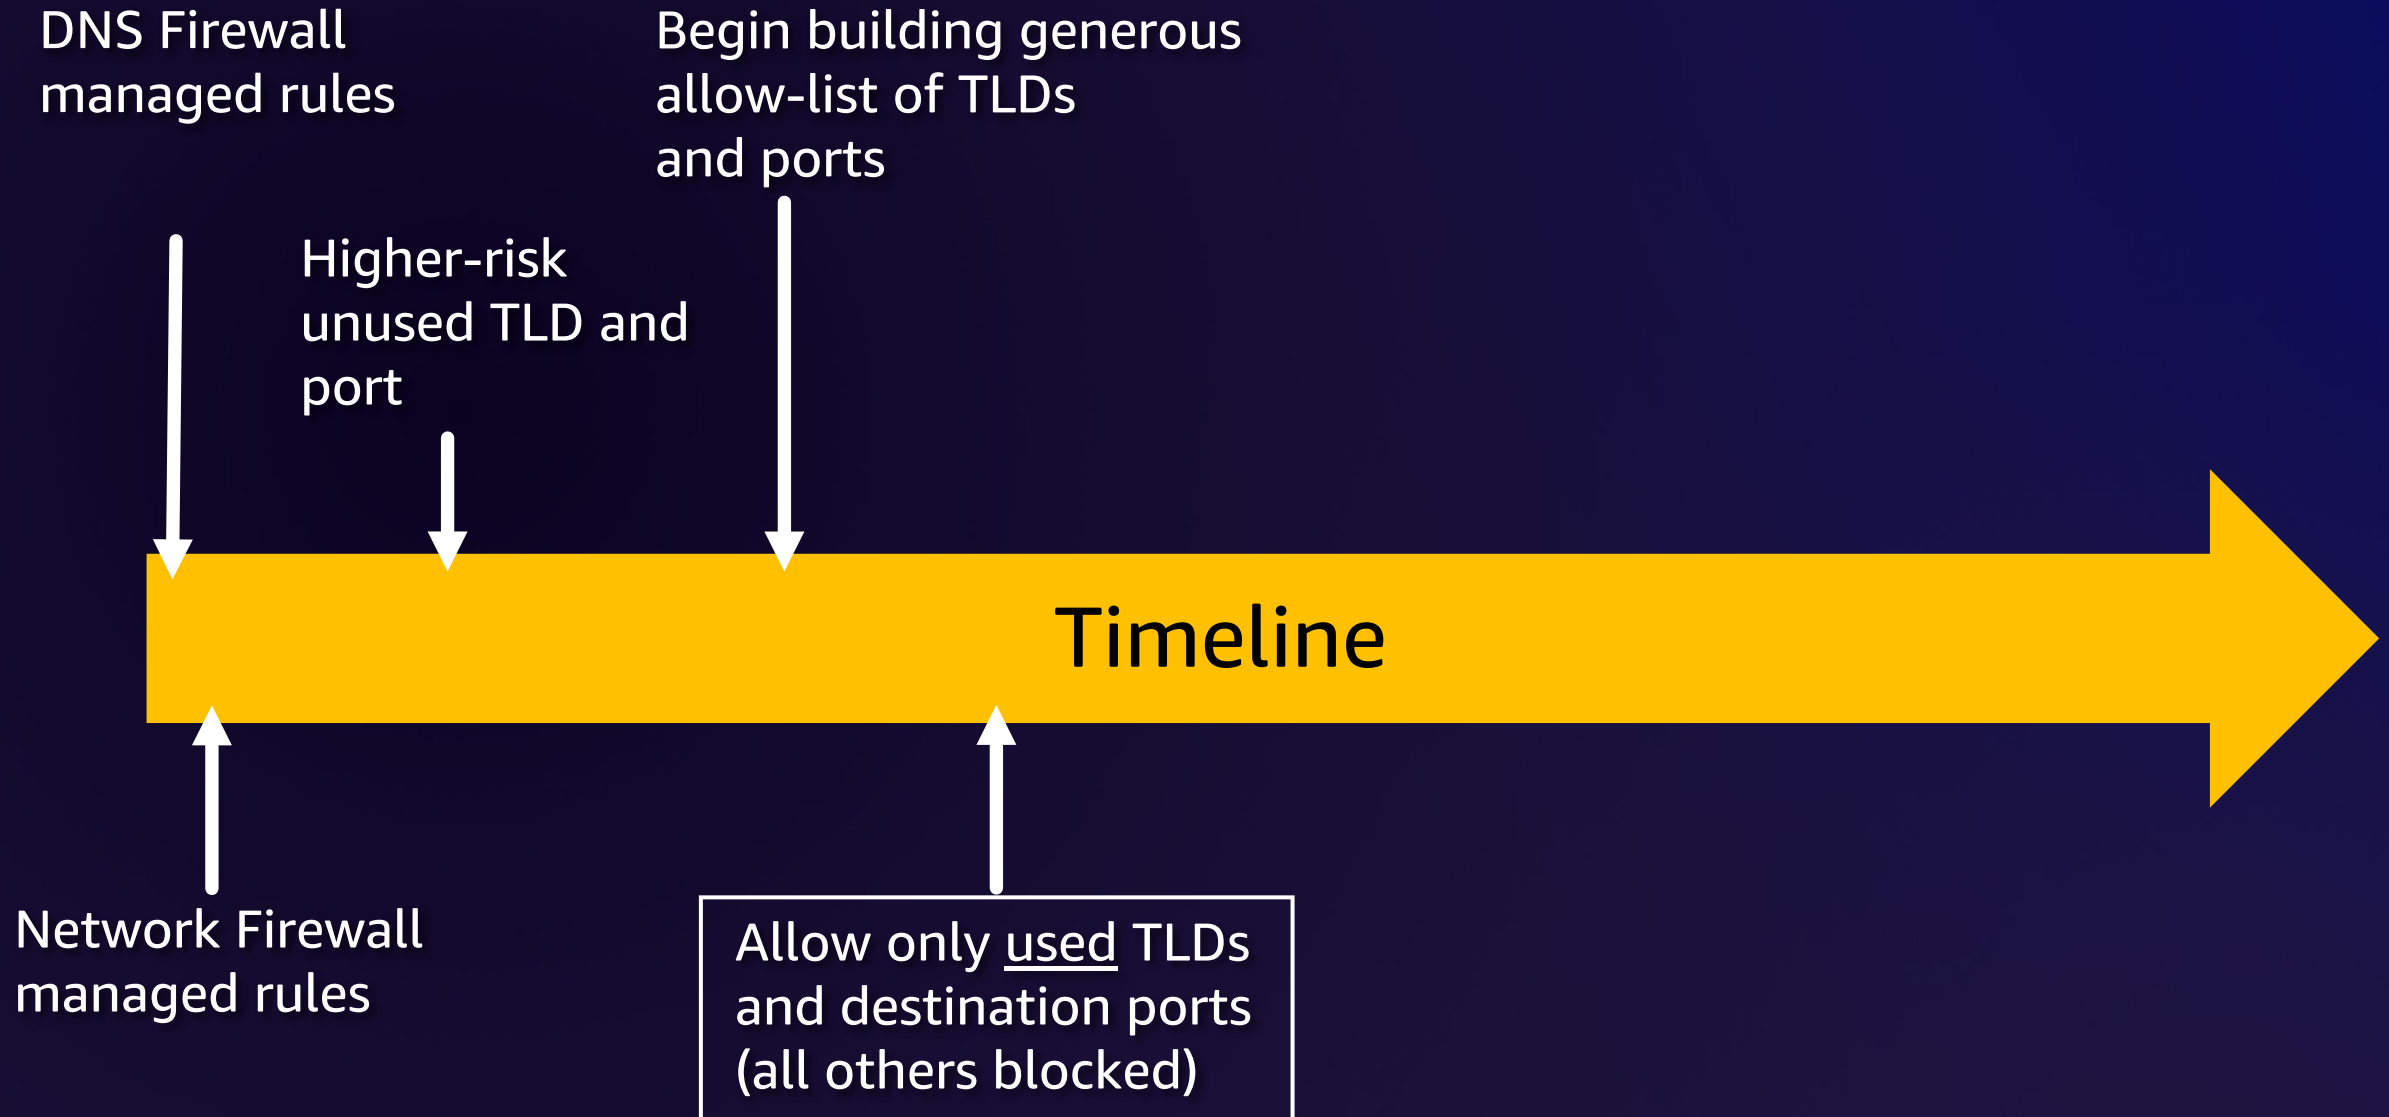 DNS Firewall
managed rules
Begin building generous
allow-list of TLDs
and ports
Higher-risk
unused TLD and
port
Timeline
Network Firewall
managed rules
Allow only used TLDs
and destination ports
(all others blocked)